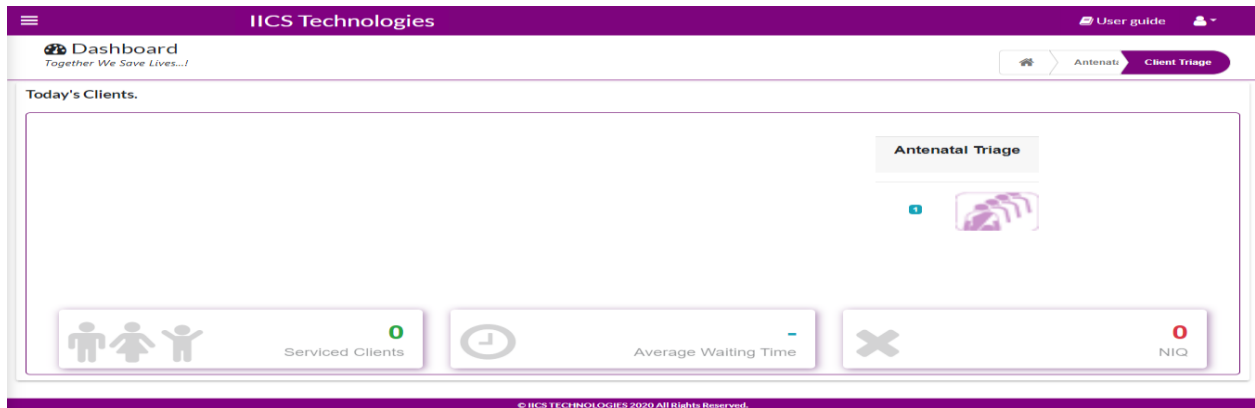 IICS Technologies
User guide
Dashboard
Together We Save Lives...!
Antenat
Client Triage
Today's Clients.
Antenatal Triage
1
0
Serviced Clients
-
Average Waiting Time
0
NIQ
© IICS TECHNOLOGIES 2020 All Rights Reserved.